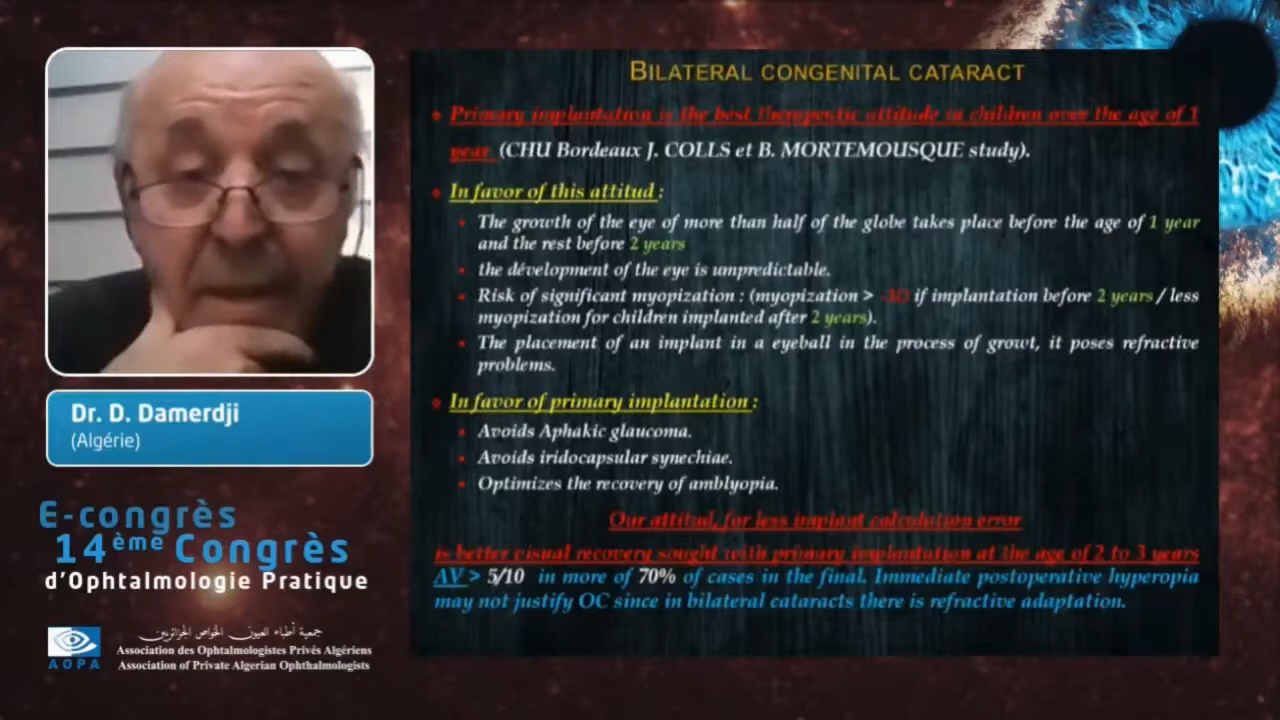 BILATERAL CONGENITAL CATARACT
Primary implantation is the best therapeutic attitude in children over the age of 1
year (CHU Bordeaux J. COLLS et B. MORTEMOUSQUE study).
In favor of this attitud :
The growth of the eye of more than half of the globe takes place before the age of 1 year
and the rest before 2 years
the dévelopment of the eye is umpredictable.
Risk of significant myopization : (myopization > -3D if implantation before 2 years / less
myopization for children implanted after 2 years).
The placement of an implant in a eyeball in the process of growt, it poses refractive
problems.
In favor of primary implantation :
Avoids Aphakic glaucoma.
Avoids iridocapsular synechiae.
Optimizes the recovery of amblyopia.
Our attitud, for less implant calculation error
is better visual recovery sought with primary implantation at the age of 2 to 3 years
AV > 5/10 in more of 70% of cases in the final. Immediate postoperative hyperopia
may not justify OC since in bilateral cataracts there is refractive adaptation.
Dr. D. Damerdji
(Algérie)
E-congrès
14ème Congrès
d'Ophtalmologie Pratique
جمعية أطباء العيون الخواص الجزائريين
Association des Ophtalmologistes Privés Algériens
Association of Private Algerian Ophthalmologists
AOPA